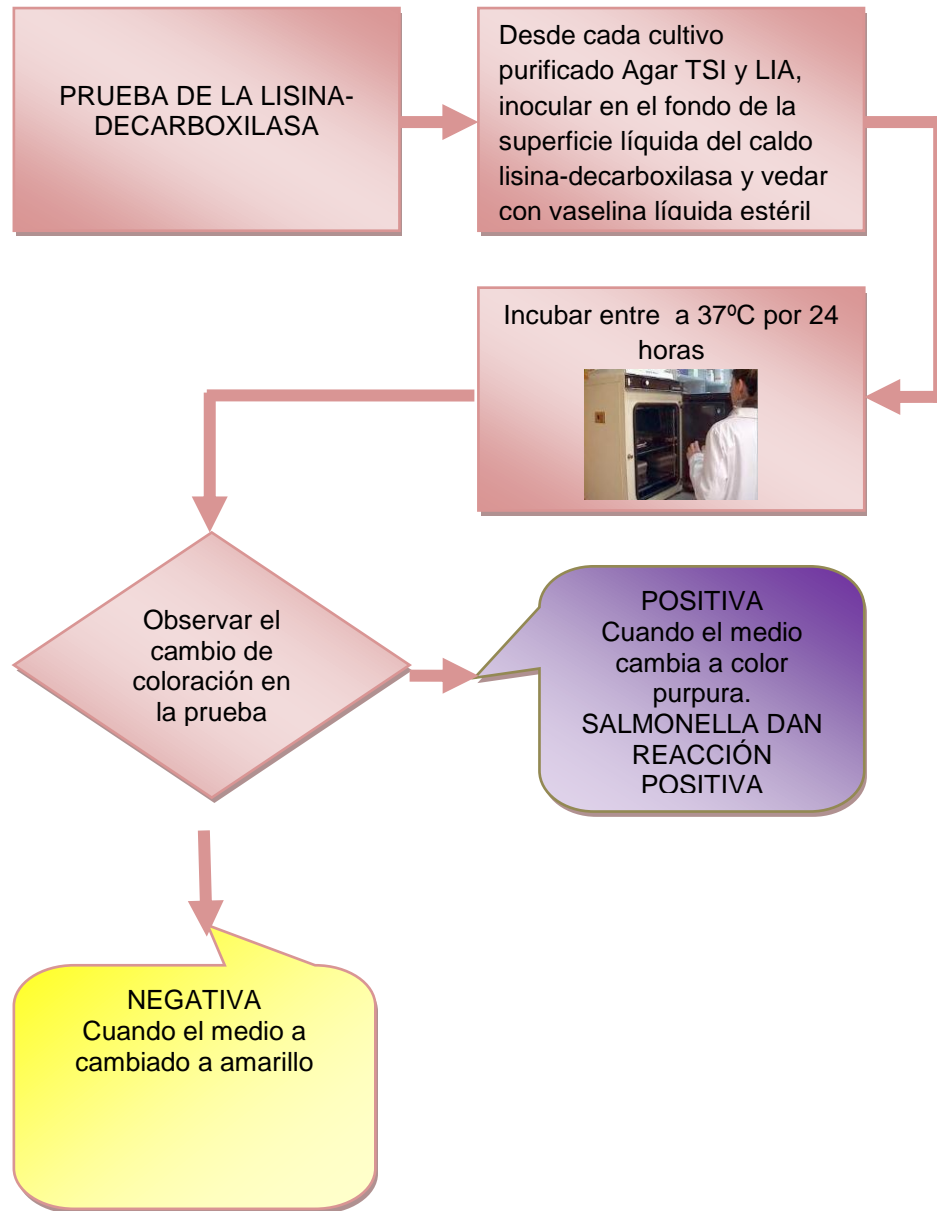 PRUEBA DE LA LISINA-
DECARBOXILASA
Desde cada cultivo
purificado Agar TSI y LIA,
inocular en el fondo de la
superficie líquida del caldo
lisina-decarboxilasa y vedar
con vaselina líquida estéril
Incubar entre  a 37ºC por 24
horas
Observar el
cambio de
coloración en
la prueba
POSITIVA
Cuando el medio
cambia a color
purpura.
SALMONELLA DAN
REACCIÓN
POSITIVA
NEGATIVA
Cuando el medio a
cambiado a amarillo